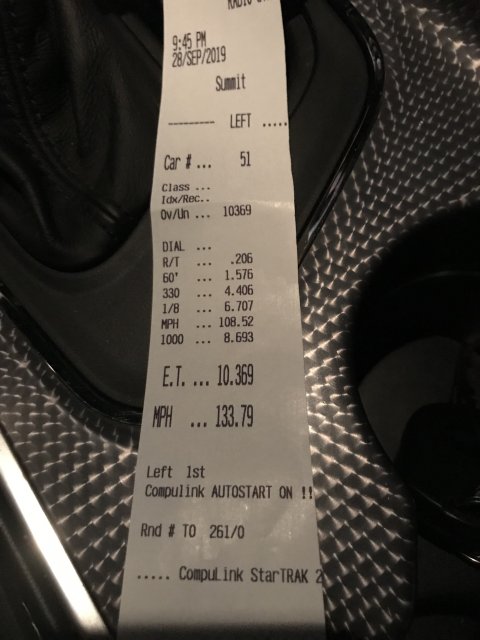 9:45 PM
28/SEP/2019
Summit
--------- LEFT .....
Car # ... 51
Class ...
Idx/Rec..
Ov/Un ... 10369
DIAL ...
R/T ... .206
60' ... 1.576
330 ... 4.406
1/8 ... 6.707
MPH ... 108.52
1000 ... 8.693
E.T. ... 10.369
MPH ... 133.79
Left 1st
Compulink AUTOSTART ON !!
Rnd # TO 261/0
..... CompuLink StarTRAK 2